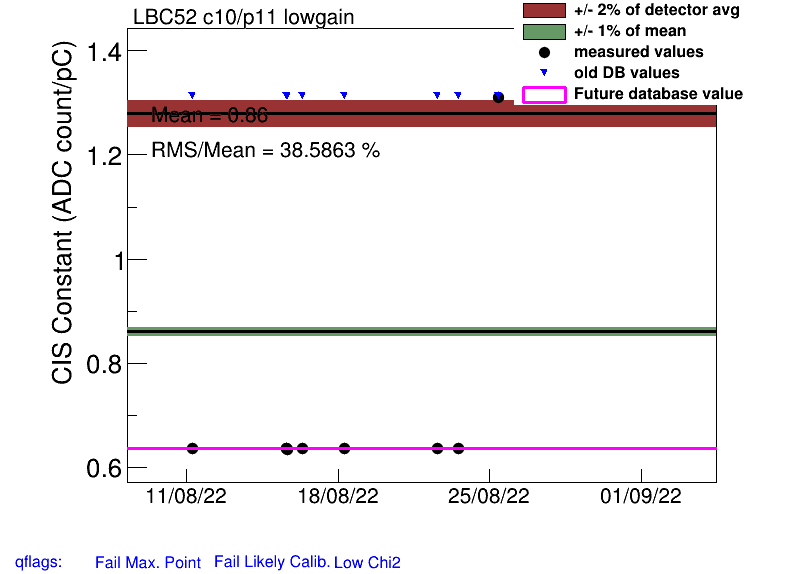 LBC52 c10/p11 lowgain
+/- 2% of detector avg
+/- 1% of mean
measured values
old DB values
Future database value
Mean = 0.86
RMS/Mean = 38.5863 %
CIS Constant (ADC count/pC)
1.4
1.2
1
0.8
0.6
11/08/22 18/08/22 25/08/22 01/09/22
qflags: Fail Max. Point Fail Likely Calib. Low Chi2